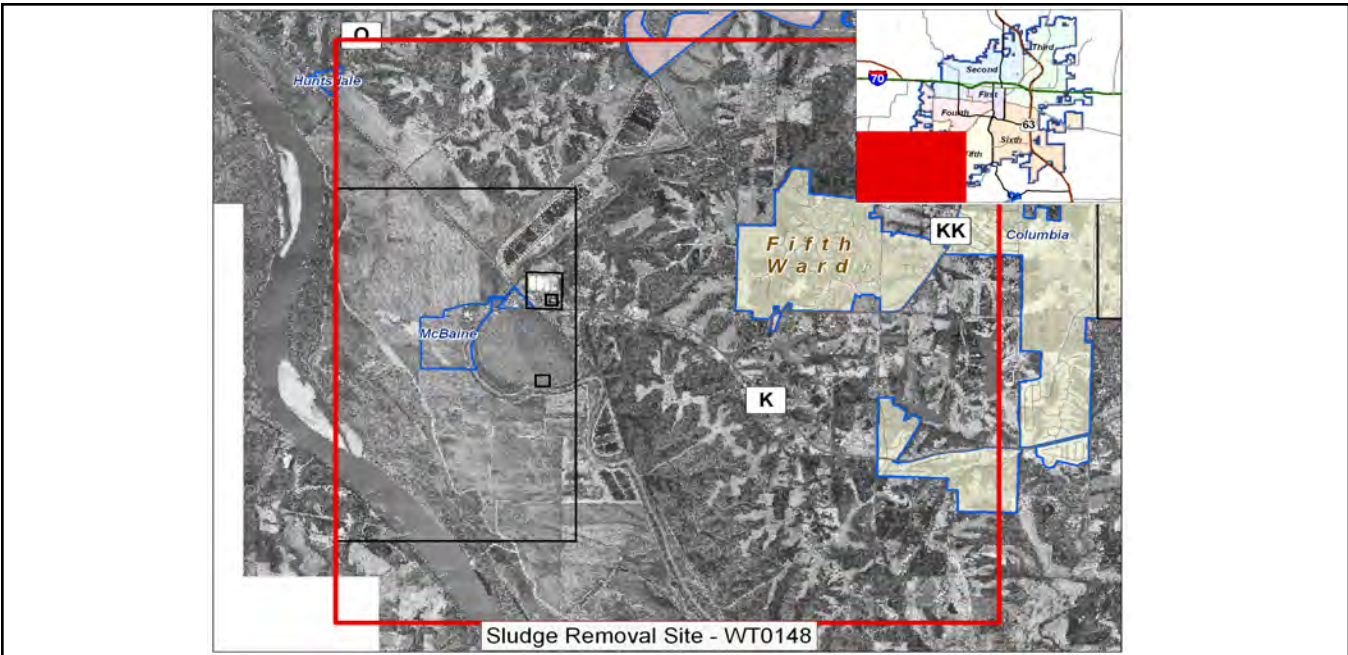 O
Huntsdale
Third
Second
70
First
Fourth
63
Sixth
Fifth
Fifth
Ward
KK
Columbia
McBaine
K
Sludge Removal Site - WT0148